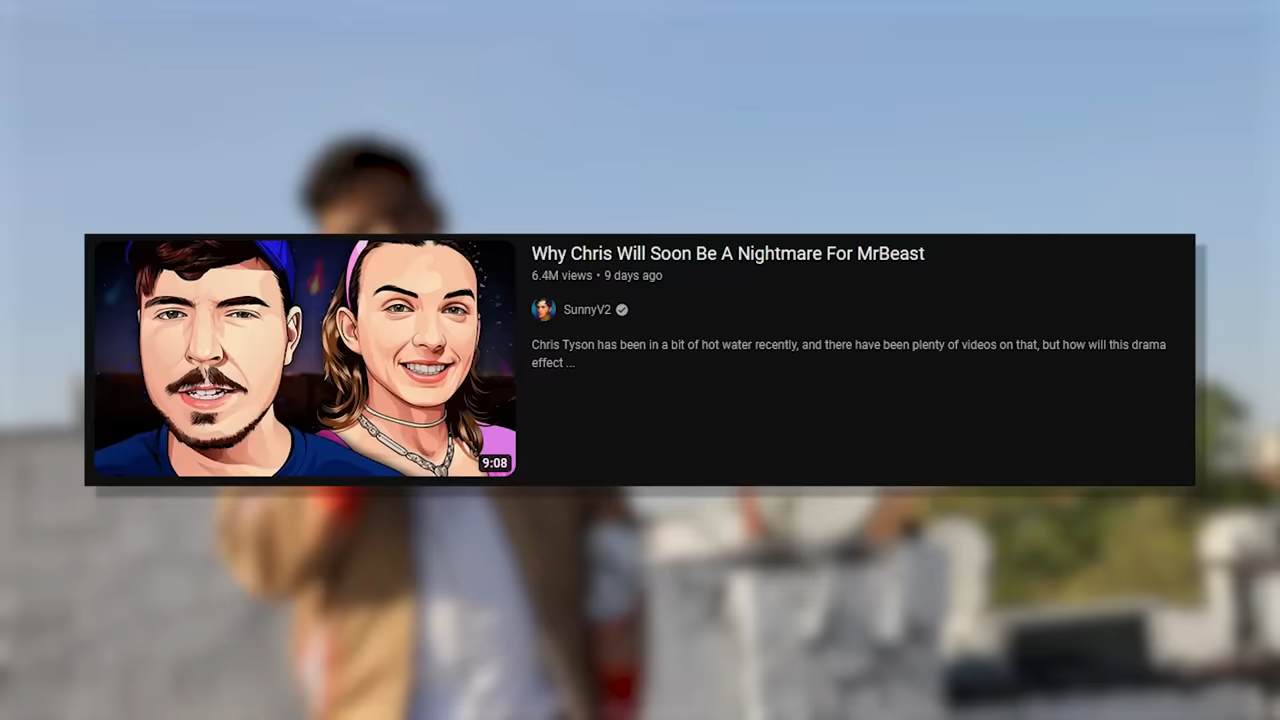 Why Chris Will Soon Be A Nightmare For MrBeast
6.4M views • 9 days ago
SunnyV2
Chris Tyson has been in a bit of hot water recently, and there have been plenty of videos on that, but how will this drama
effect ...
9:08